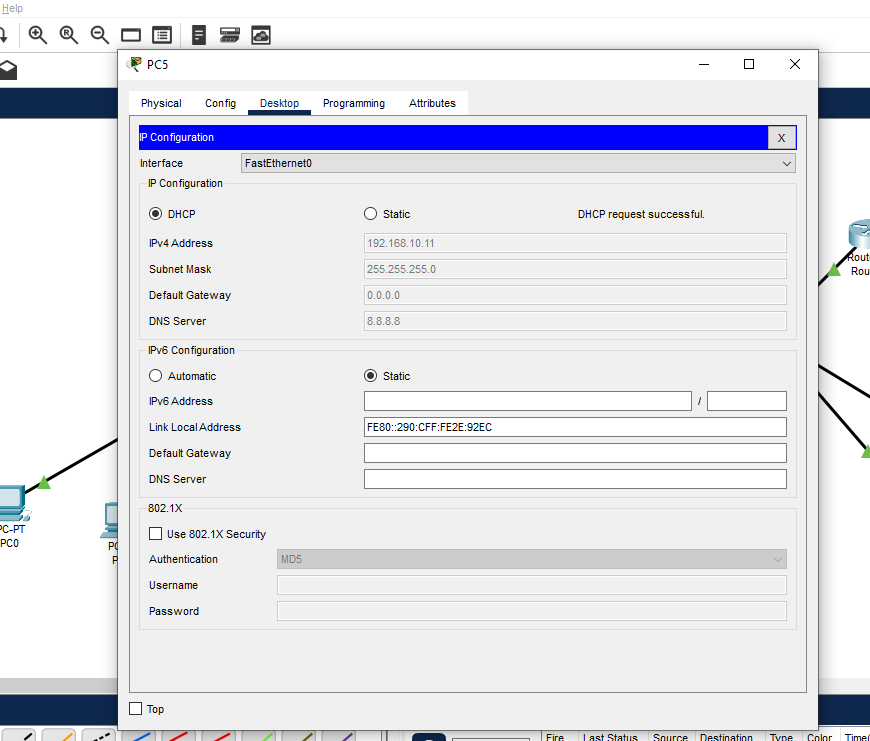 Help
PC5
Physical Config Desktop Programming Attributes
IP Configuration X
Interface FastEthernet0
IP Configuration
DHCP Static DHCP request successful.
IPv4 Address 192.168.10.11
Subnet Mask 255.255.255.0
Default Gateway 0.0.0.0
DNS Server 8.8.8.8
IPv6 Configuration
Automatic Static
IPv6 Address /
Link Local Address FE80::290:CFF:FE2E:92EC
Default Gateway
DNS Server
802.1X
Use 802.1X Security
Authentication MD5
Username
Password
Top
PC-PT
PC0
Fire Last Status Source Destination Type Color Time(